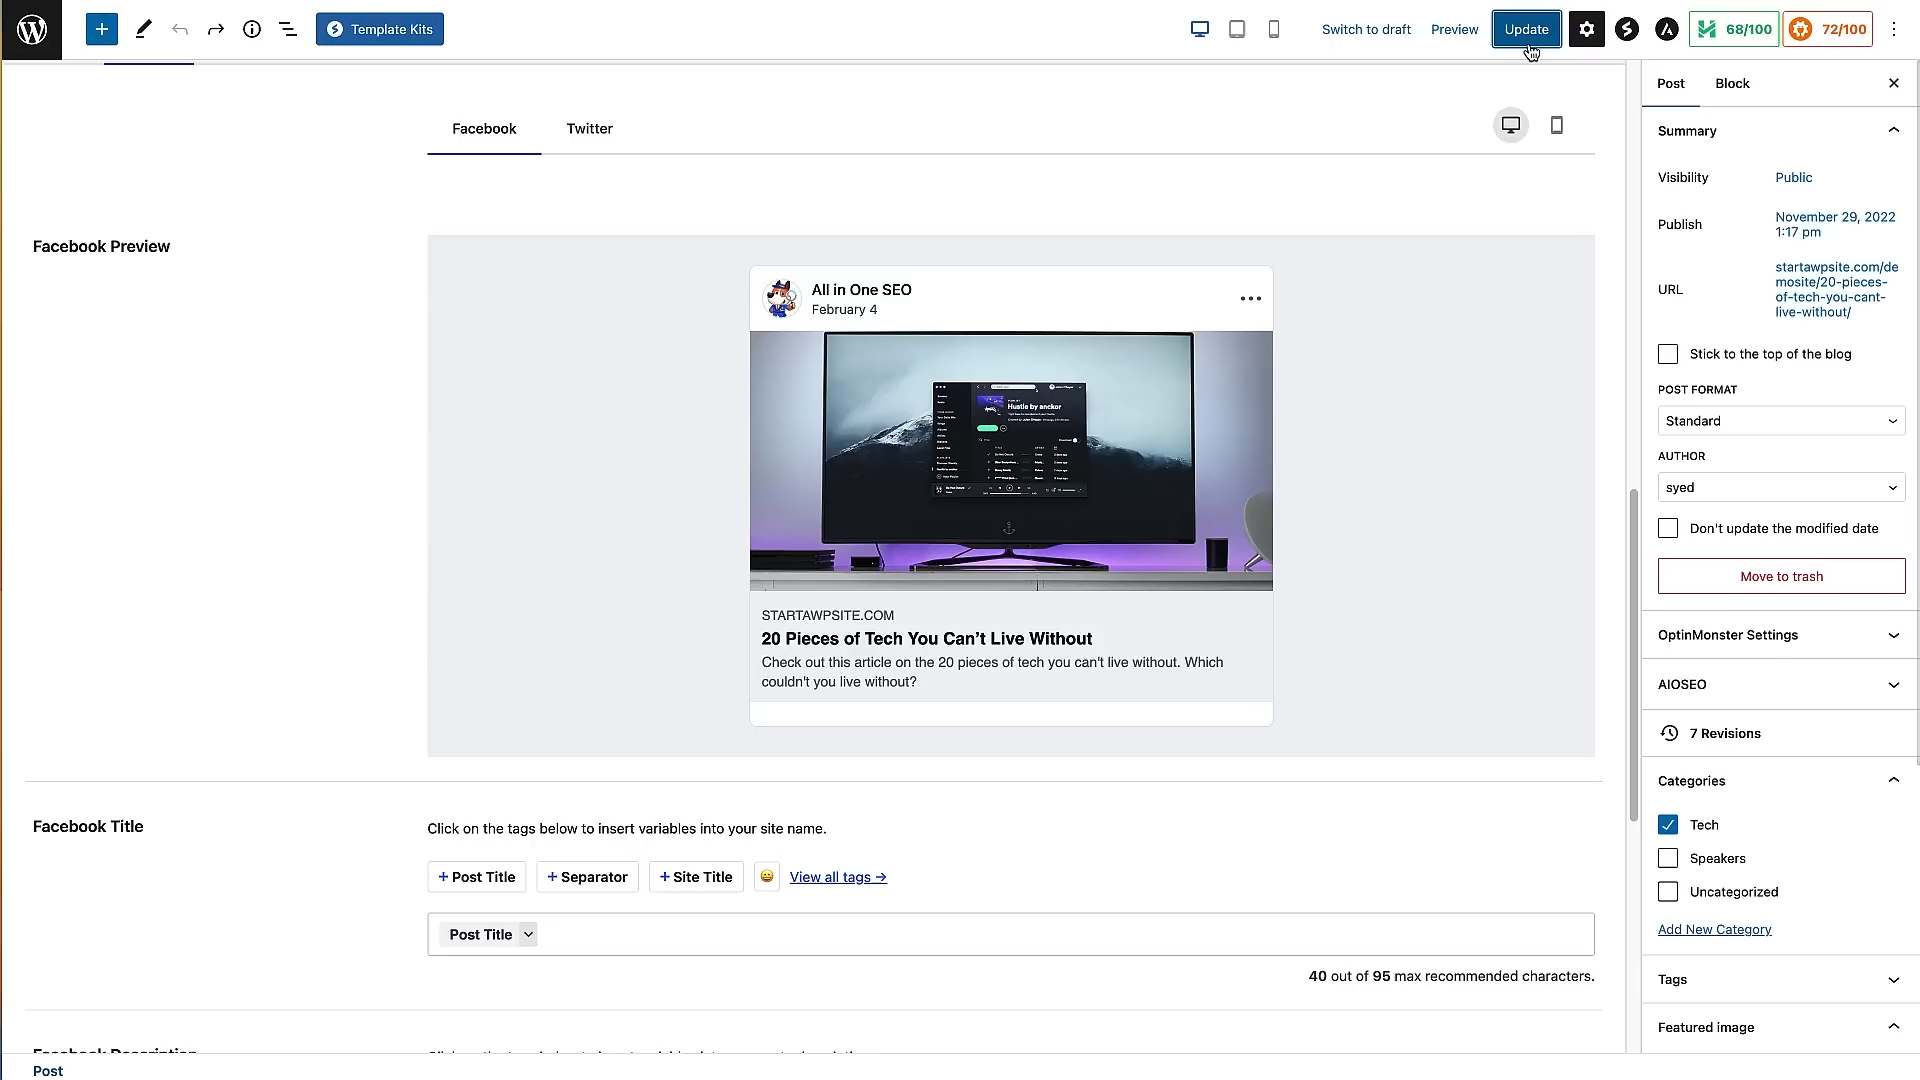 Template Kits
Switch to draft
Preview
Update
68/100
72/100
Facebook
Twitter
Facebook Preview
All in One SEO
February 4
Hustle by anckor
STARTAWPSITE.COM
20 Pieces of Tech You Can’t Live Without
Check out this article on the 20 pieces of tech you can't live without. Which
couldn't you live without?
Facebook Title
Click on the tags below to insert variables into your site name.
+ Post Title
+ Separator
+ Site Title
View all tags →
Post Title
40 out of 95 max recommended characters.
Post
Post
Block
Summary
Visibility
Public
Publish
November 29, 2022
1:17 pm
URL
startawpsite.com/de
mosite/20-pieces-
of-tech-you-cant-
live-without/
Stick to the top of the blog
POST FORMAT
Standard
AUTHOR
syed
Don't update the modified date
Move to trash
OptinMonster Settings
AIOSEO
7 Revisions
Categories
Tech
Speakers
Uncategorized
Add New Category
Tags
Featured image